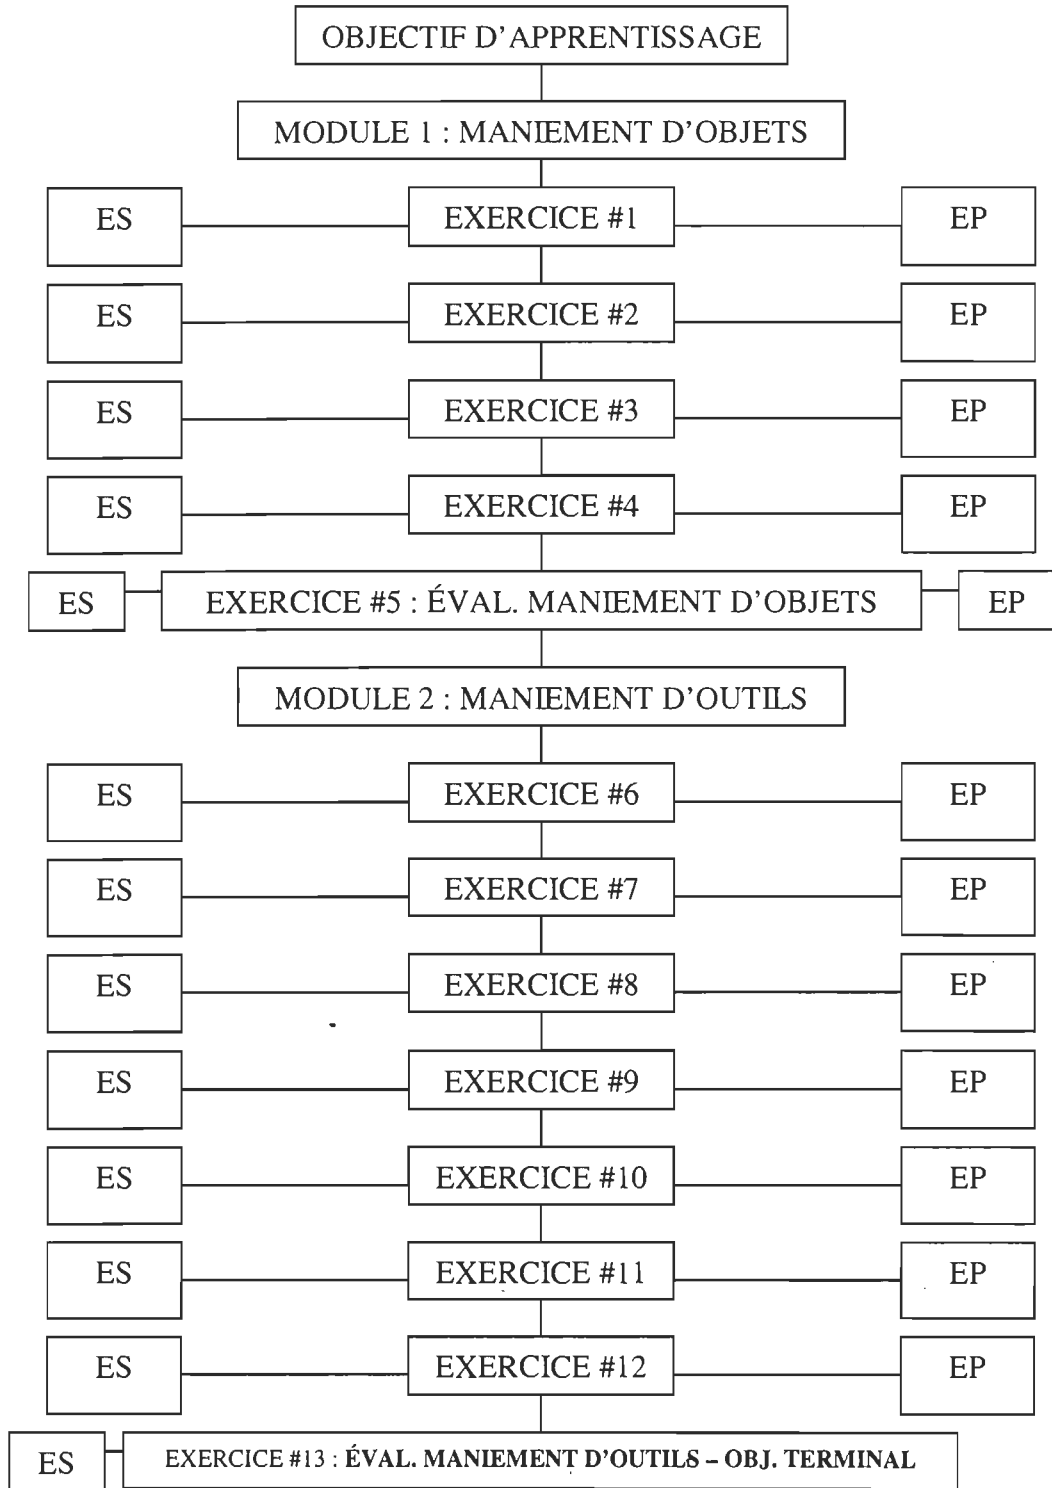 OBJECTIF D'APPRENTISSAGE
MODULE 1 : MANIEMENT D'OBJETS
ES EXERCICE #1 EP
ES EXERCICE #2 EP
ES EXERCICE #3 EP
ES EXERCICE #4 EP
ES EXERCICE #5 : ÉVAL. MANIEMENT D'OBJETS EP
MODULE 2 : MANIEMENT D'OUTILS
ES EXERCICE #6 EP
ES EXERCICE #7 EP
ES EXERCICE #8 EP
ES EXERCICE #9 EP
ES EXERCICE #10 EP
ES EXERCICE #11 EP
ES EXERCICE #12 EP
ES EXERCICE #13 : ÉVAL. MANIEMENT D'OUTILS – OBJ. TERMINAL